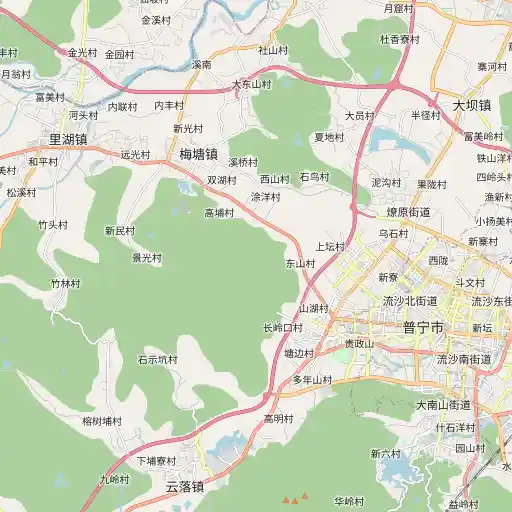 月窟村
金溪村
杜香寮村
金光村
金园村
社山村
溪南
月翁村
寨河村
大东山村
富美村
内联村
内丰村
大坝镇
河头村
大员村
半径村
新光村
夏地村
富美岭村
里湖镇
远光村
梅塘镇
和平村
溪桥村
铁山洋村
双湖村
西山村
石鸟村
泥沟村
果陇村
四岭头村
松溪村
涂洋村
渔新村
高埔村
燎原街道
小扬美村
竹头村
新民村
乌石村
上坛村
新寨村
景光村
东山村
西陇
竹林村
新寮
斗文村
流沙北街道
流沙东街
山湖村
长岭口村
普宁市
新坛
贵政山
石示坑村
塘边村
流沙南街道
多年山村
大南山街道
榕树埔村
高明村
什石洋村
下埔寮村
新六村
园山村
九岭村
云落镇
水
华岭村
益岭村